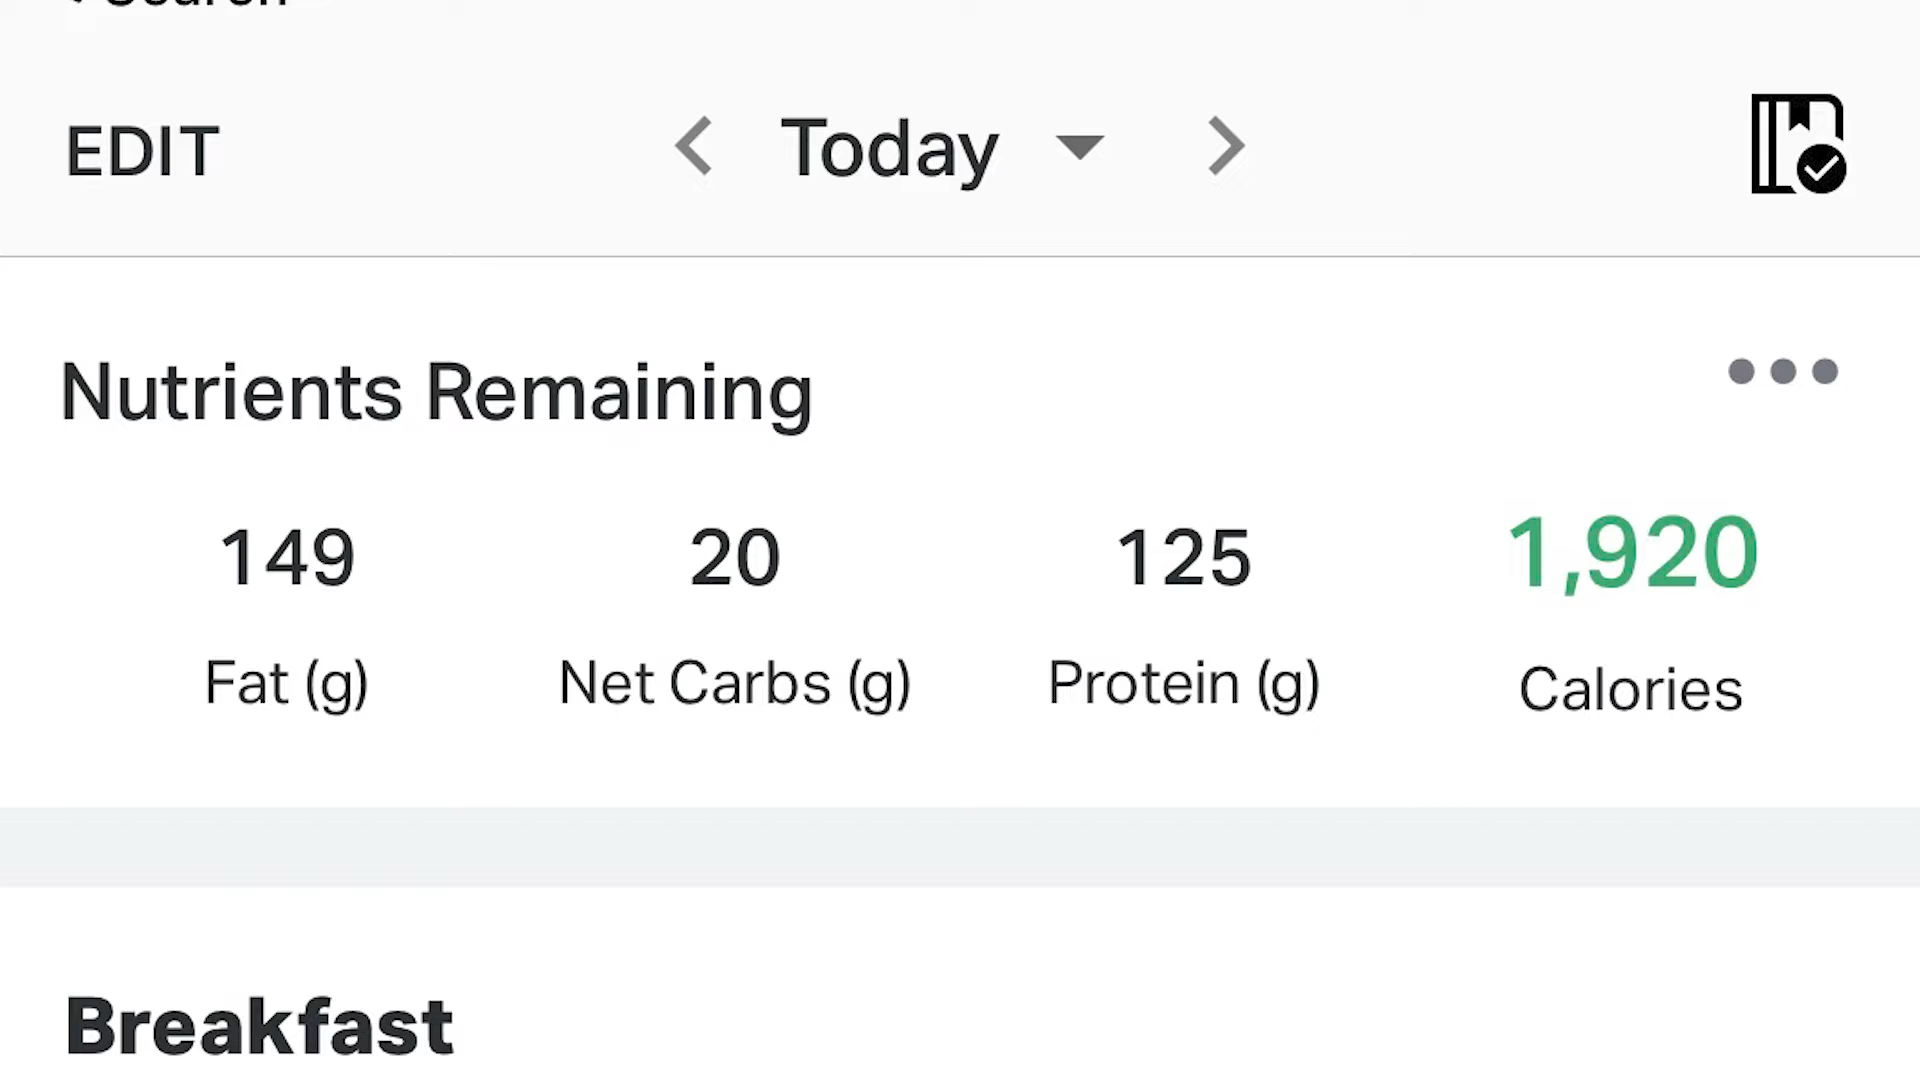 EDIT
Today
Nutrients Remaining
149 20 125 1,920
Fat (g) Net Carbs (g) Protein (g) Calories
Breakfast